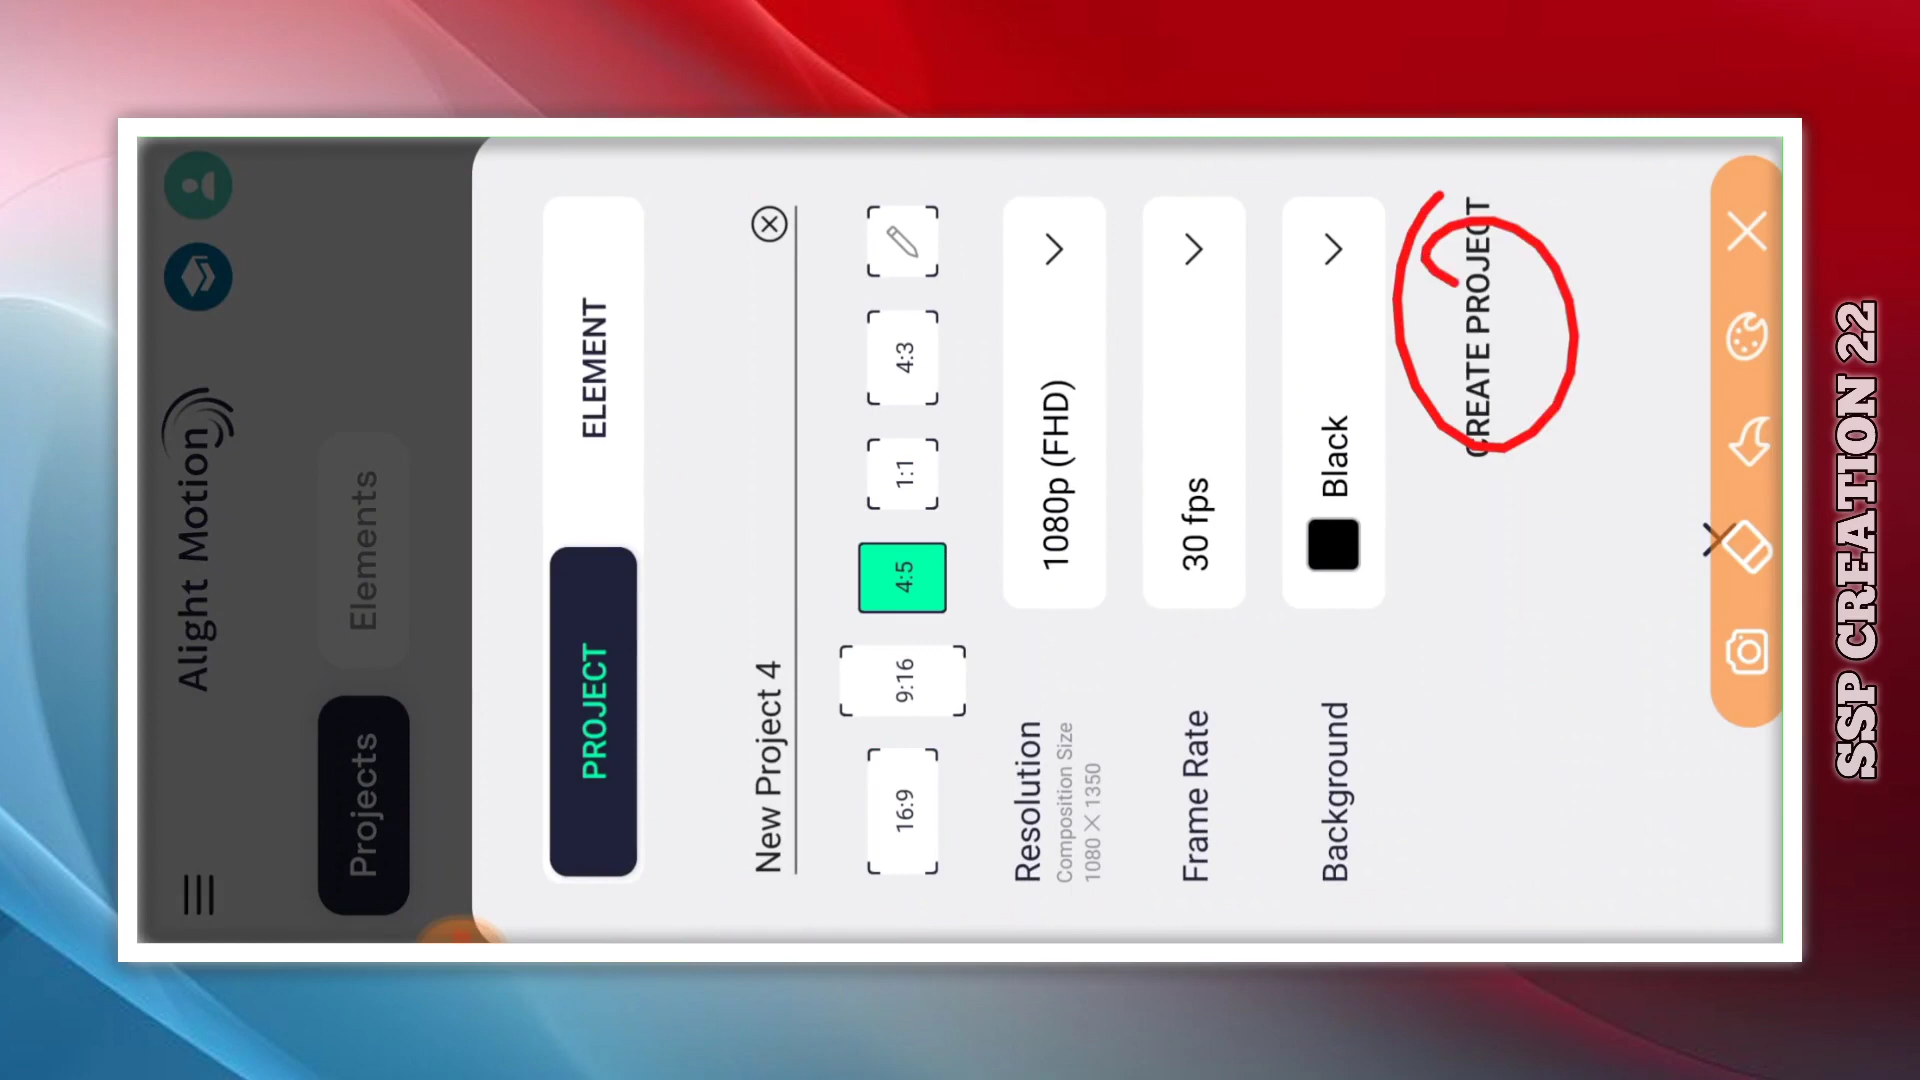 Alight Motion
Projects Elements
PROJECT ELEMENT
New Project 4
16:9 9:16 4:5 1:1 4:3
Resolution 1080p (FHD)
Composition Size
1080 X 1350
Frame Rate 30 fps
Background Black
CREATE PROJECT
SSP CREATION 22